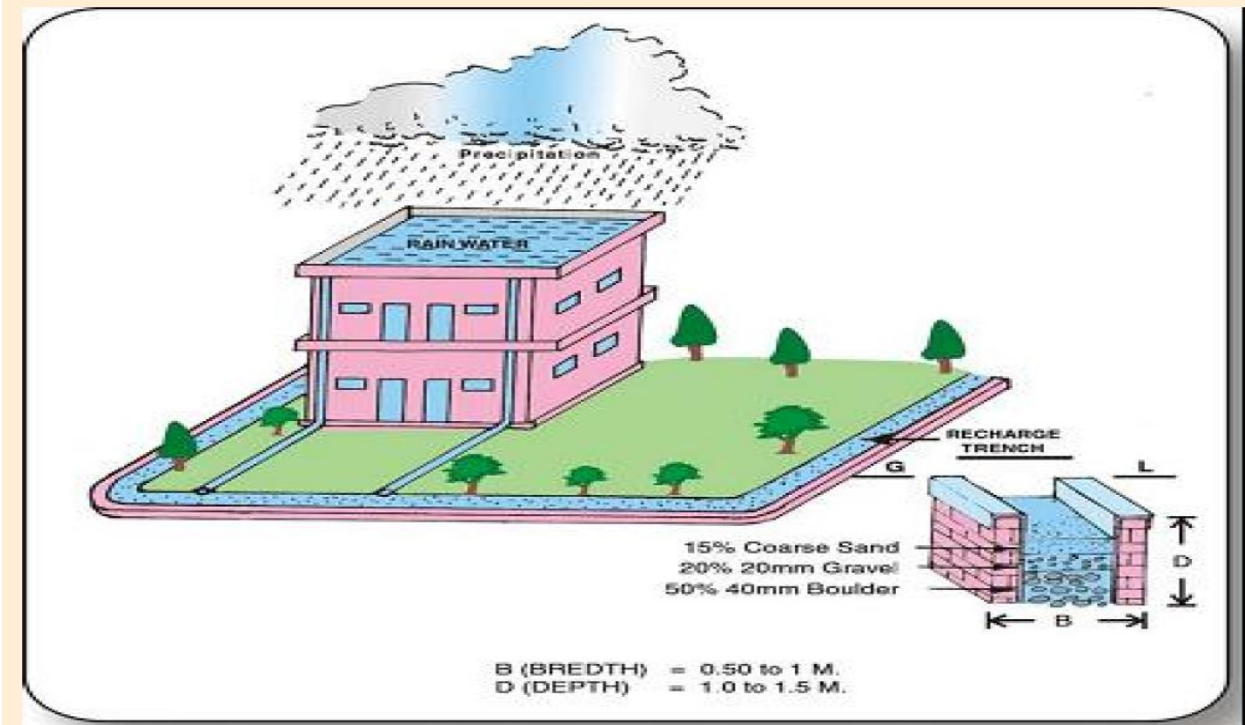 Precipitation
RAIN WATER
RECHARGE
TRENCH
G L
15% Coarse Sand
20% 20mm Gravel
50% 40mm Boulder
D
B
B (BREDTH) = 0.50 to 1 M.
D (DEPTH) = 1.0 to 1.5 M.